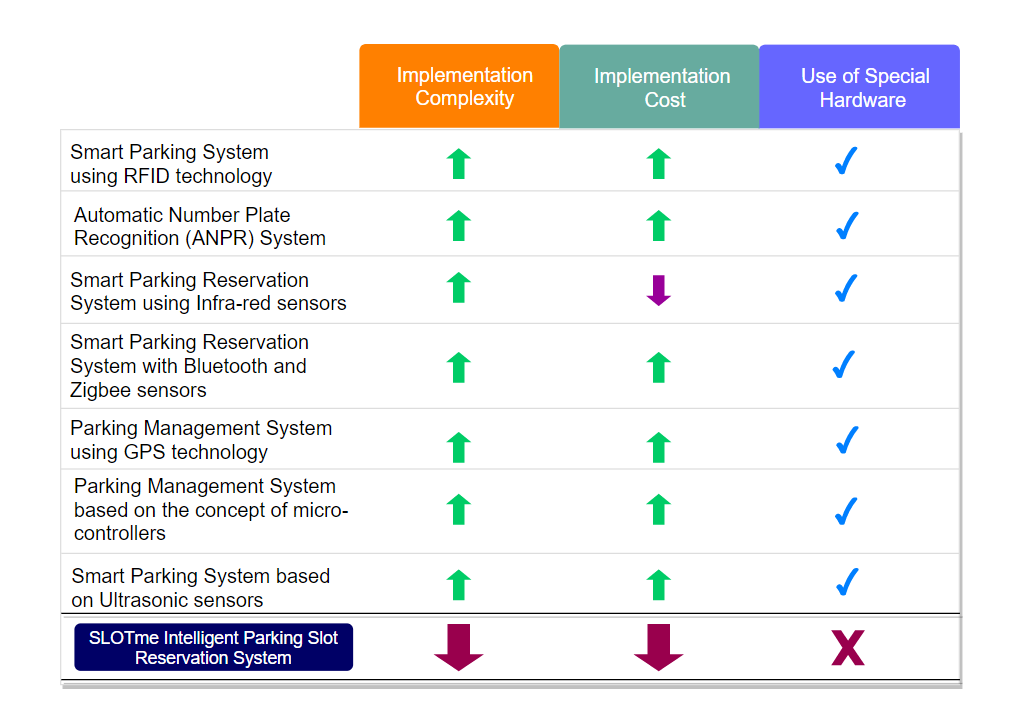 Implementation
Complexity
Implementation
Cost
Use of Special
Hardware
Smart Parking System
using RFID technology
Automatic Number Plate
Recognition (ANPR) System
Smart Parking Reservation
System using Infra-red sensors
Smart Parking Reservation
System with Bluetooth and
Zigbee sensors
Parking Management System
using GPS technology
Parking Management System
based on the concept of micro-
controllers
Smart Parking System based
on Ultrasonic sensors
SLOTme Intelligent Parking Slot
Reservation System